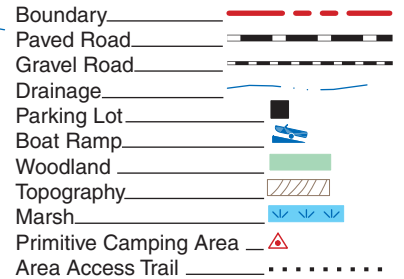 Boundary
Paved Road
Gravel Road
Drainage
Parking Lot
Boat Ramp
Woodland
Topography
Marsh
Primitive Camping Area
Area Access Trail